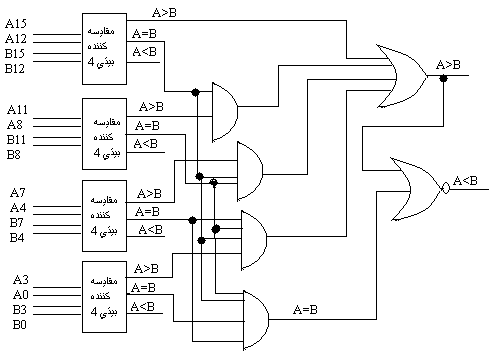 A15
A12
B15
B12
مقايسه
كننده
4 بيتي
A>B
A=B
A<B
A11
A8
B11
B8
مقايسه
كننده
4 بيتي
A>B
A=B
A<B
A7
A4
B7
B4
مقايسه
كننده
4 بيتي
A>B
A=B
A<B
A3
A0
B3
B0
مقايسه
كننده
4 بيتي
A>B
A=B
A<B
A>B
A<B
A=B